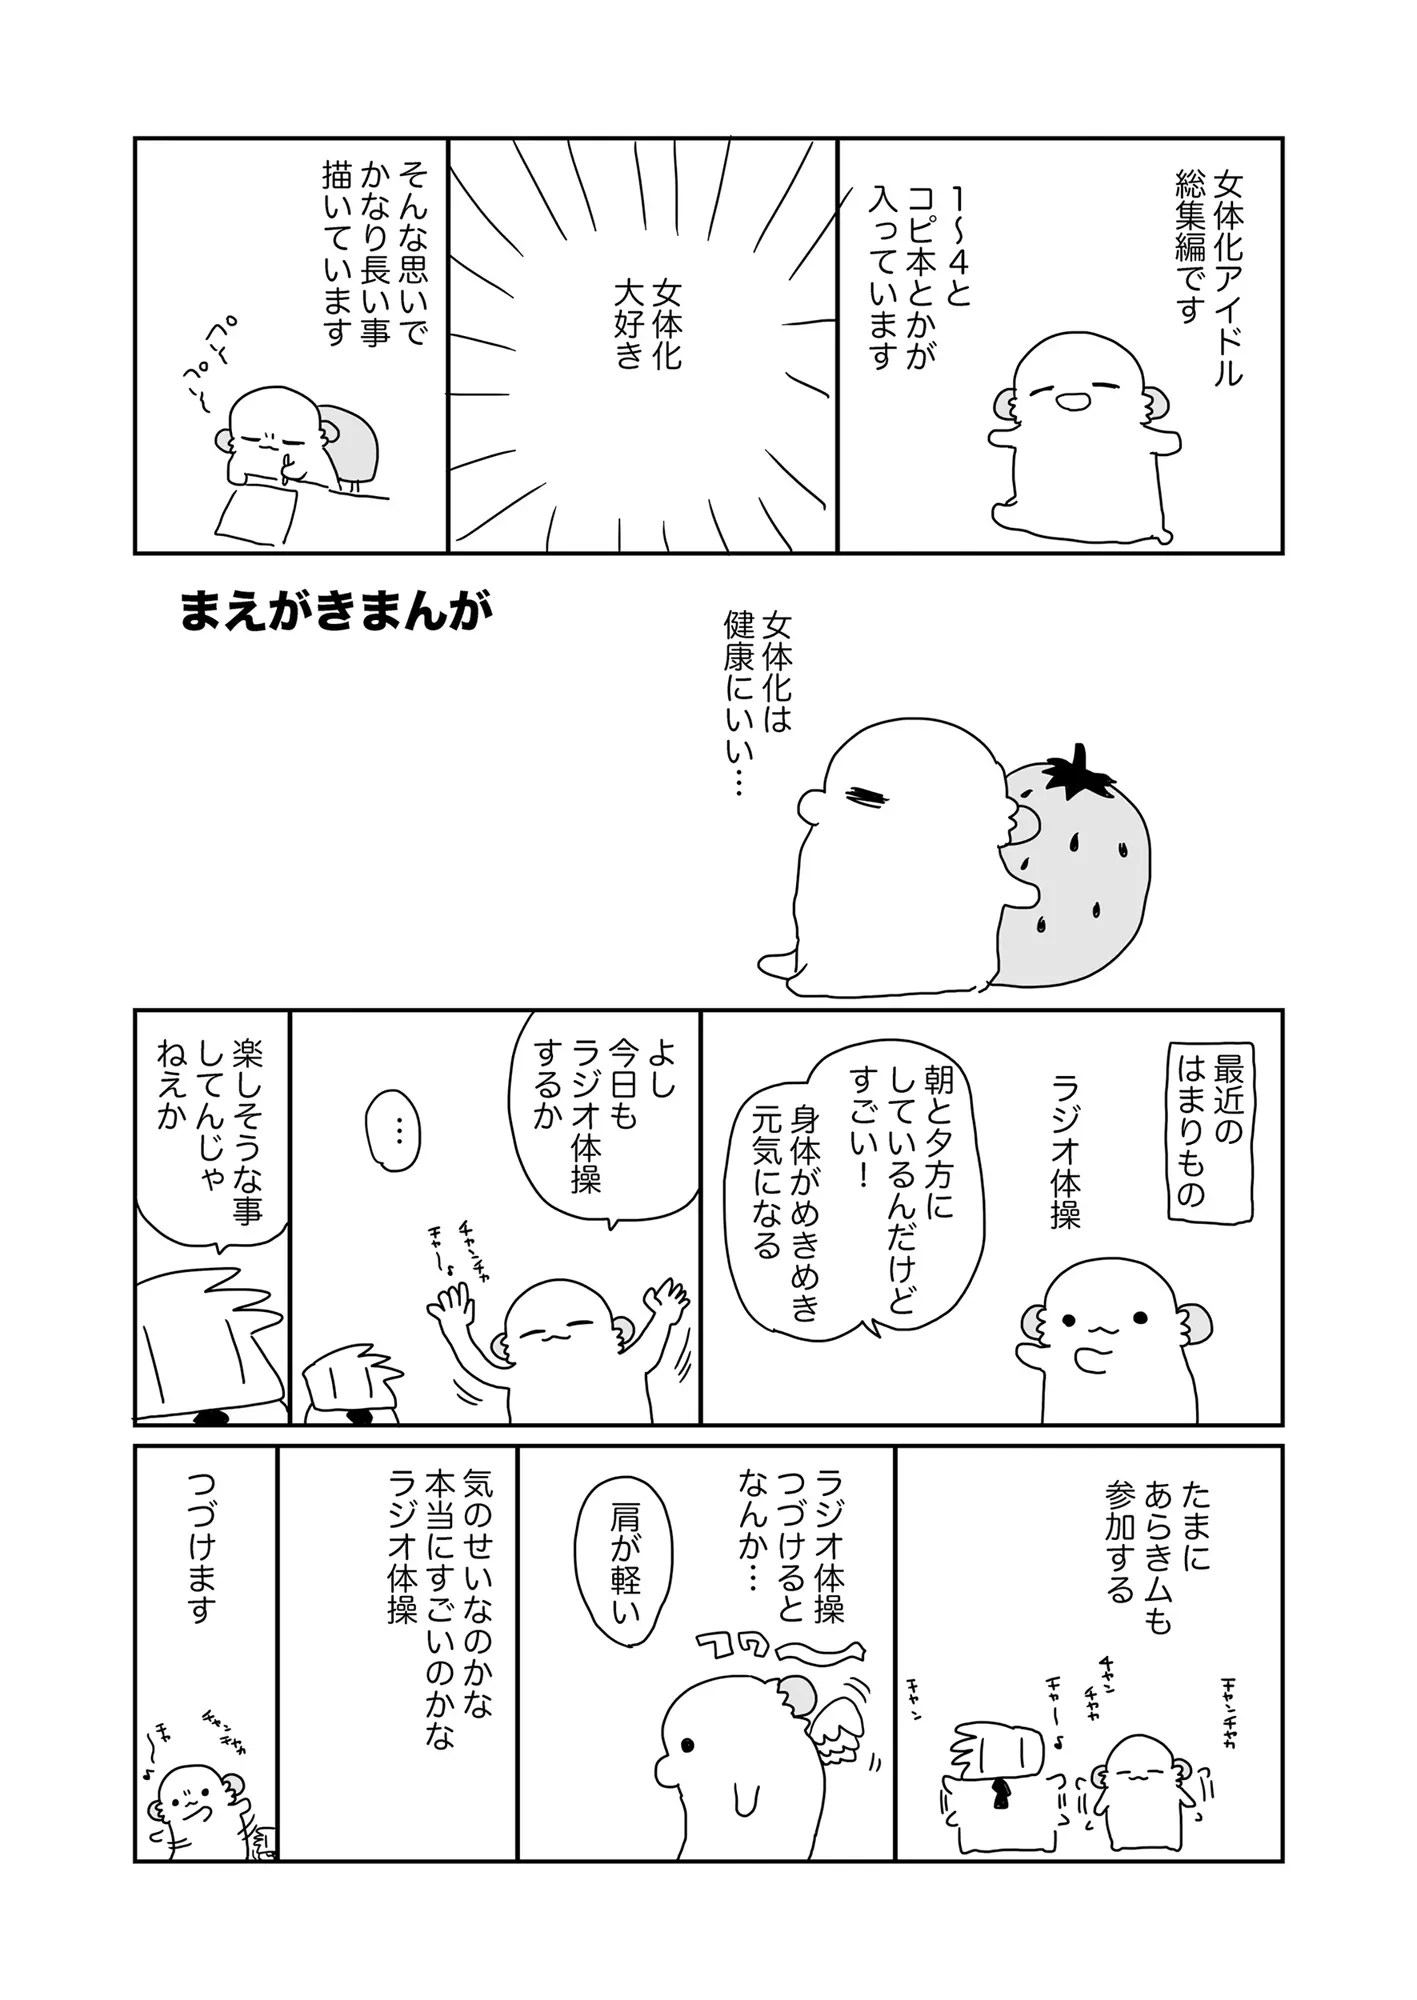 女体化アイドル
総集編です
1〜4と
コピ本とかが
入っています
女体化
大好き
そんな思いで
かなり長い事
描いています
ペン〜
ペン〜
まえがきまんが
女体化は
健康にいい…
最近の
はまりもの
ラジオ体操
朝と夕方に
しているんだけど
すごい！
身体がめきめき
元気になる
よし
今日も
ラジオ体操
するか
チャンチャカ
チャ〜♪
…
楽しそうな事
してんじゃ
ねえか
たまに
あらきムも
参加する
チャンチャカ
チャン
チャカ
チャ〜♪
チャン
ラジオ体操
つづけると
なんか…
コワ〜
肩が軽い
気のせいなのかな
本当にすごいのかな
ラジオ体操
つづけます
チャン
チャカ
チャ〜♪